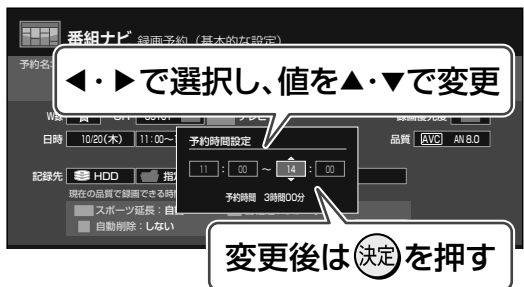 番組ナビ 録画予約(基本的な設定)
予約名
◀・▶で選択し、値を▲・▼で変更
W録
日時 10/20(木) 11:00~
品質 AVC AN 8.0
予約時間設定
11 : 00 ~ 14 : 00
予約時間 3時間00分
記録先 HDD
現在の品質で録画できる時間
スポーツ延長:自
自動削除:しない
変更後は決定を押す